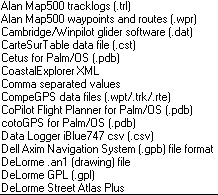 Alan Map500 tracklogs (.trl)
Alan Map500 waypoints and routes (.wpr)
Cambridge/Winpilot glider software (.dat)
CarteSurTable data file (.cst)
Cetus for Palm/OS (.pdb)
CoastalExplorer XML
Comma separated values
CompeGPS data files (.wpt/.trk/.rte)
CoPilot Flight Planner for Palm/OS (.pdb)
cotoGPS for Palm/OS (.pdb)
Data Logger iBlue747 csv (.csv)
Dell Axim Navigation System (.gpb) file format
DeLorme .an1 (drawing) file
DeLorme GPL (.gpl)
DeLorme Street Atlas Plus